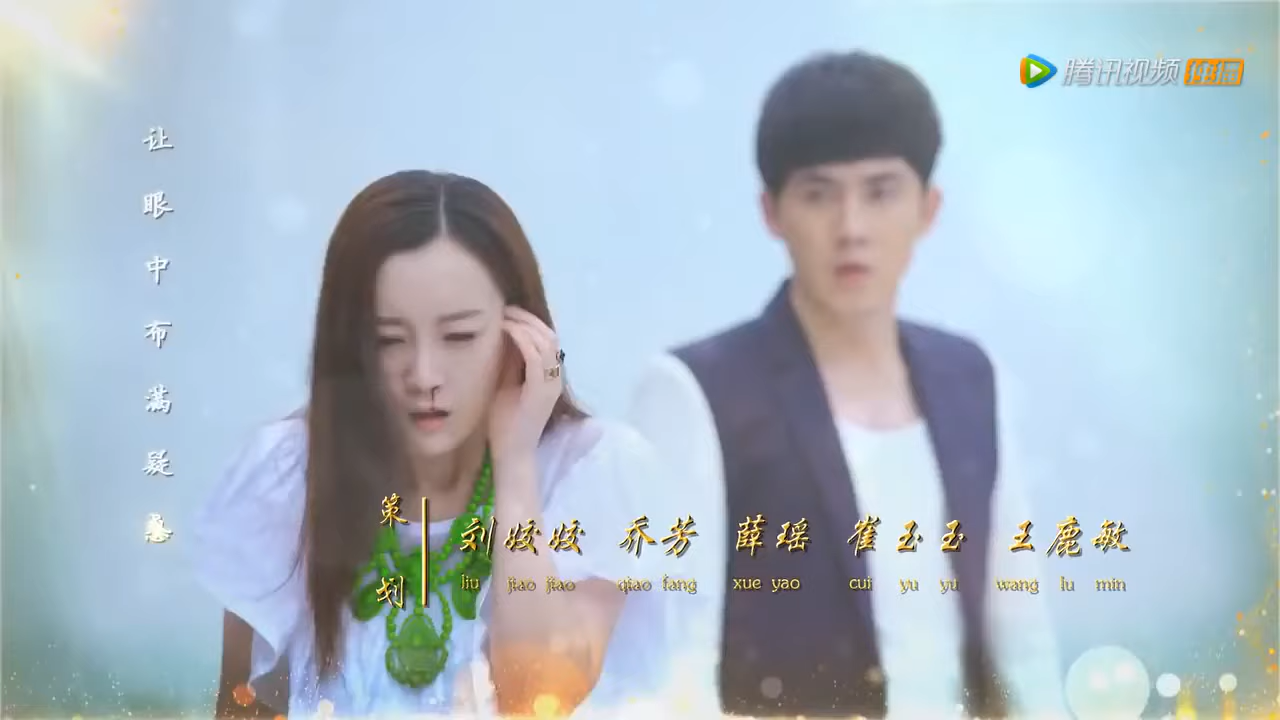 腾讯视频 独播
让眼中布满疑惑
策划
刘姣姣 乔芳 薛瑶 崔玉玉 王鹿敏
liu jiao jiao qiao fang xue yao cui yu yu wang lu min